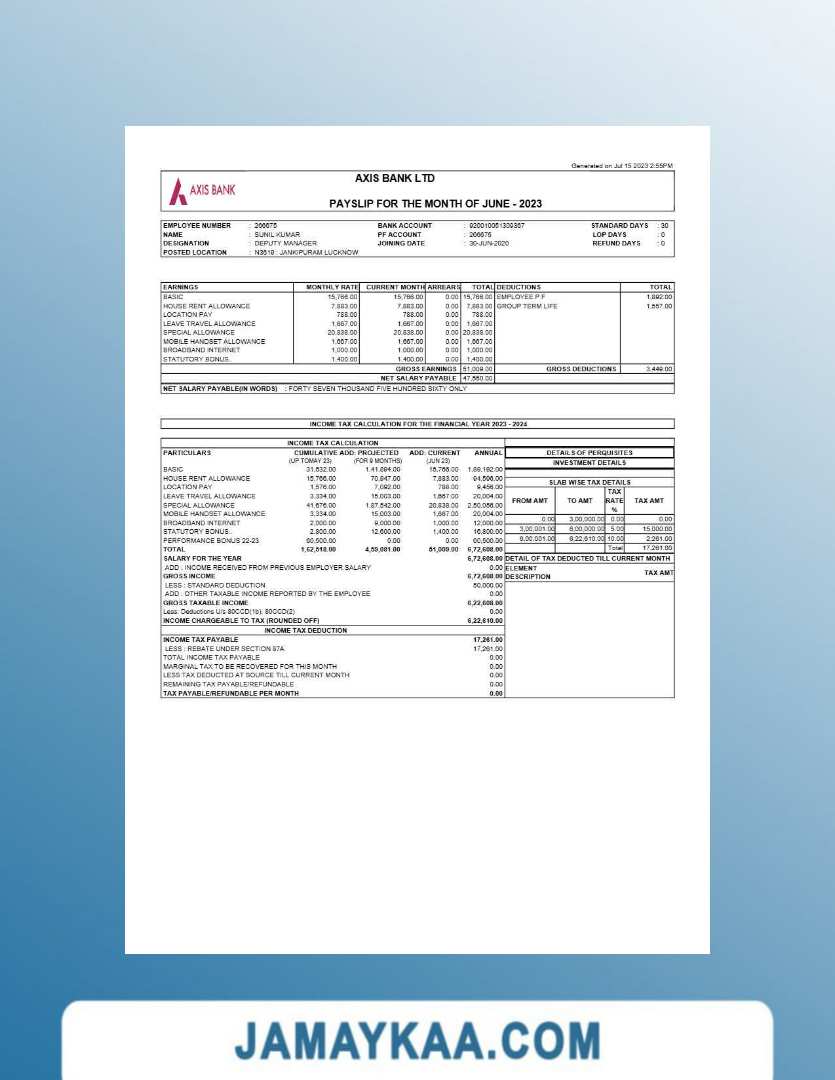 Generated on Jul 15 2023 2:55PM
AXIS BANK
AXIS BANK LTD
PAYSLIP FOR THE MONTH OF JUNE - 2023
EMPLOYEE NUMBER : 266675 BANK ACCOUNT : STANDARD DAYS : 30
NAME : SUNIL KUMAR PF ACCOUNT : 266675 LOP DAYS : 0
DESIGNATION : DEPUTY MANAGER JOINING DATE : 30-JUN-2020 REFUND DAYS : 0
POSTED LOCATION : JANKIPURAM LUCKNOW
EARNINGS MONTHLY RATE CURRENT MONTH ARREARS TOTAL DEDUCTIONS TOTAL
BASIC 15,766.00 15,766.00 0.00 15,766.00 EMPLOYEE P F 1,892.00
HOUSE RENT ALLOWANCE 7,883.00 7,883.00 0.00 7,883.00 GROUP TERM LIFE 1,557.00
LOCATION PAY 788.00 788.00 0.00 788.00
LEAVE TRAVEL ALLOWANCE 1,667.00 1,667.00 0.00 1,667.00
SPECIAL ALLOWANCE 20,838.00 20,838.00 0.00 20,838.00
MOBILE HANDSET ALLOWANCE 1,667.00 1,667.00 0.00 1,667.00
BROADBAND INTERNET 1,000.00 1,000.00 0.00 1,000.00
STATUTORY BONUS. 1,400.00 1,400.00 0.00 1,400.00
GROSS EARNINGS 51,009.00 GROSS DEDUCTIONS 3,449.00
NET SALARY PAYABLE 47,560.00
NET SALARY PAYABLE(IN WORDS) : FORTY SEVEN THOUSAND FIVE HUNDRED SIXTY ONLY
INCOME TAX CALCULATION FOR THE FINANCIAL YEAR 2023 - 2024
INCOME TAX CALCULATION
PARTICULARS CUMULATIVE ADD: PROJECTED ADD: CURRENT ANNUAL
(UP TOMAY 23) (FOR 9 MONTHS) (JUN 23)
BASIC 31,532.00 1,41,894.00 15,766.00 1,89,192.00
HOUSE RENT ALLOWANCE 15,766.00 70,947.00 7,883.00 94,596.00
LOCATION PAY 1,576.00 7,092.00 788.00 9,456.00
LEAVE TRAVEL ALLOWANCE 3,334.00 15,003.00 1,667.00 20,004.00
SPECIAL ALLOWANCE 41,676.00 1,87,542.00 20,838.00 2,50,056.00
MOBILE HANDSET ALLOWANCE 3,334.00 15,003.00 1,667.00 20,004.00
BROADBAND INTERNET 2,000.00 9,000.00 1,000.00 12,000.00
STATUTORY BONUS. 2,800.00 12,600.00 1,400.00 16,800.00
PERFORMANCE BONUS 22-23 60,500.00 0.00 0.00 60,500.00
TOTAL 1,62,518.00 4,59,081.00 51,009.00 6,72,608.00
SALARY FOR THE YEAR 6,72,608.00
ADD : INCOME RECEIVED FROM PREVIOUS EMPLOYER SALARY 0.00
GROSS INCOME 6,72,608.00
LESS : STANDARD DEDUCTION 50,000.00
ADD : OTHER TAXABLE INCOME REPORTED BY THE EMPLOYEE 0.00
GROSS TAXABLE INCOME 6,22,608.00
Less: Deductions U/s 80CCD(1b), 80CCD(2) 0.00
INCOME CHARGEABLE TO TAX (ROUNDED OFF) 6,22,610.00
INCOME TAX DEDUCTION
INCOME TAX PAYABLE 17,261.00
LESS : REBATE UNDER SECTION 87A 17,261.00
TOTAL INCOME TAX PAYABLE 0.00
MARGINAL TAX TO BE RECOVERED FOR THIS MONTH 0.00
LESS TAX DEDUCTED AT SOURCE TILL CURRENT MONTH 0.00
REMAINING TAX PAYABLE/REFUNDABLE 0.00
TAX PAYABLE/REFUNDABLE PER MONTH 0.00
DETAILS OF PERQUISITES
INVESTMENT DETAILS
SLAB WISE TAX DETAILS
FROM AMT TO AMT TAX RATE % TAX AMT
0.00 3,00,000.00 0.00 0.00
3,00,001.00 6,00,000.00 5.00 15,000.00
6,00,001.00 6,22,610.00 10.00 2,261.00
Total 17,261.00
DETAIL OF TAX DEDUCTED TILL CURRENT MONTH
ELEMENT DESCRIPTION TAX AMT
JAMAYKAA.COM